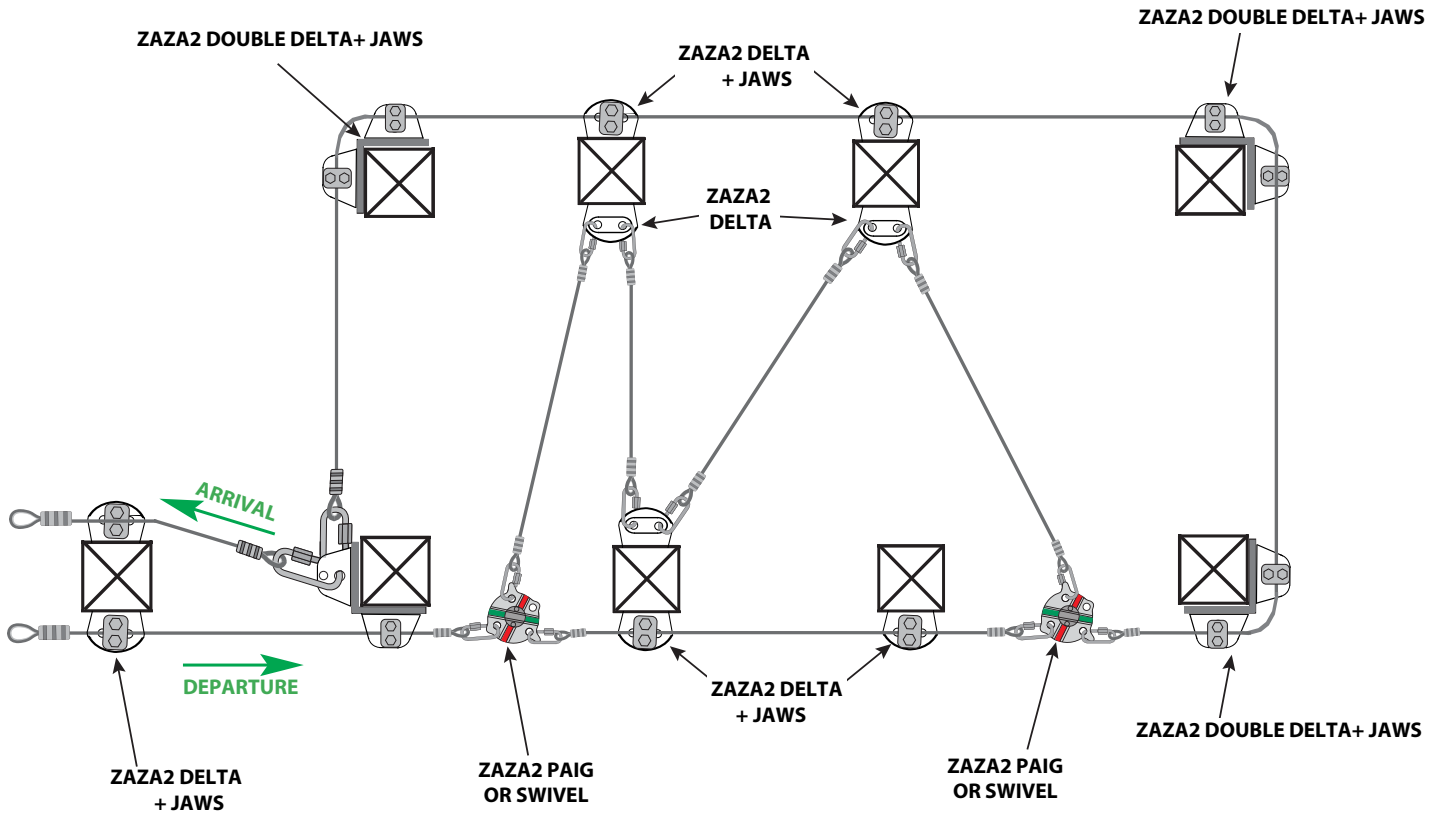 ZAZA2 DOUBLE DELTA+ JAWS
ZAZA2 DOUBLE DELTA+ JAWS
ZAZA2 DELTA
+ JAWS
ZAZA2
DELTA
ARRIVAL
DEPARTURE
ZAZA2 DELTA
+ JAWS
ZAZA2 DOUBLE DELTA+ JAWS
ZAZA2 PAIG
OR SWIVEL
ZAZA2 PAIG
OR SWIVEL
ZAZA2 DELTA
+ JAWS